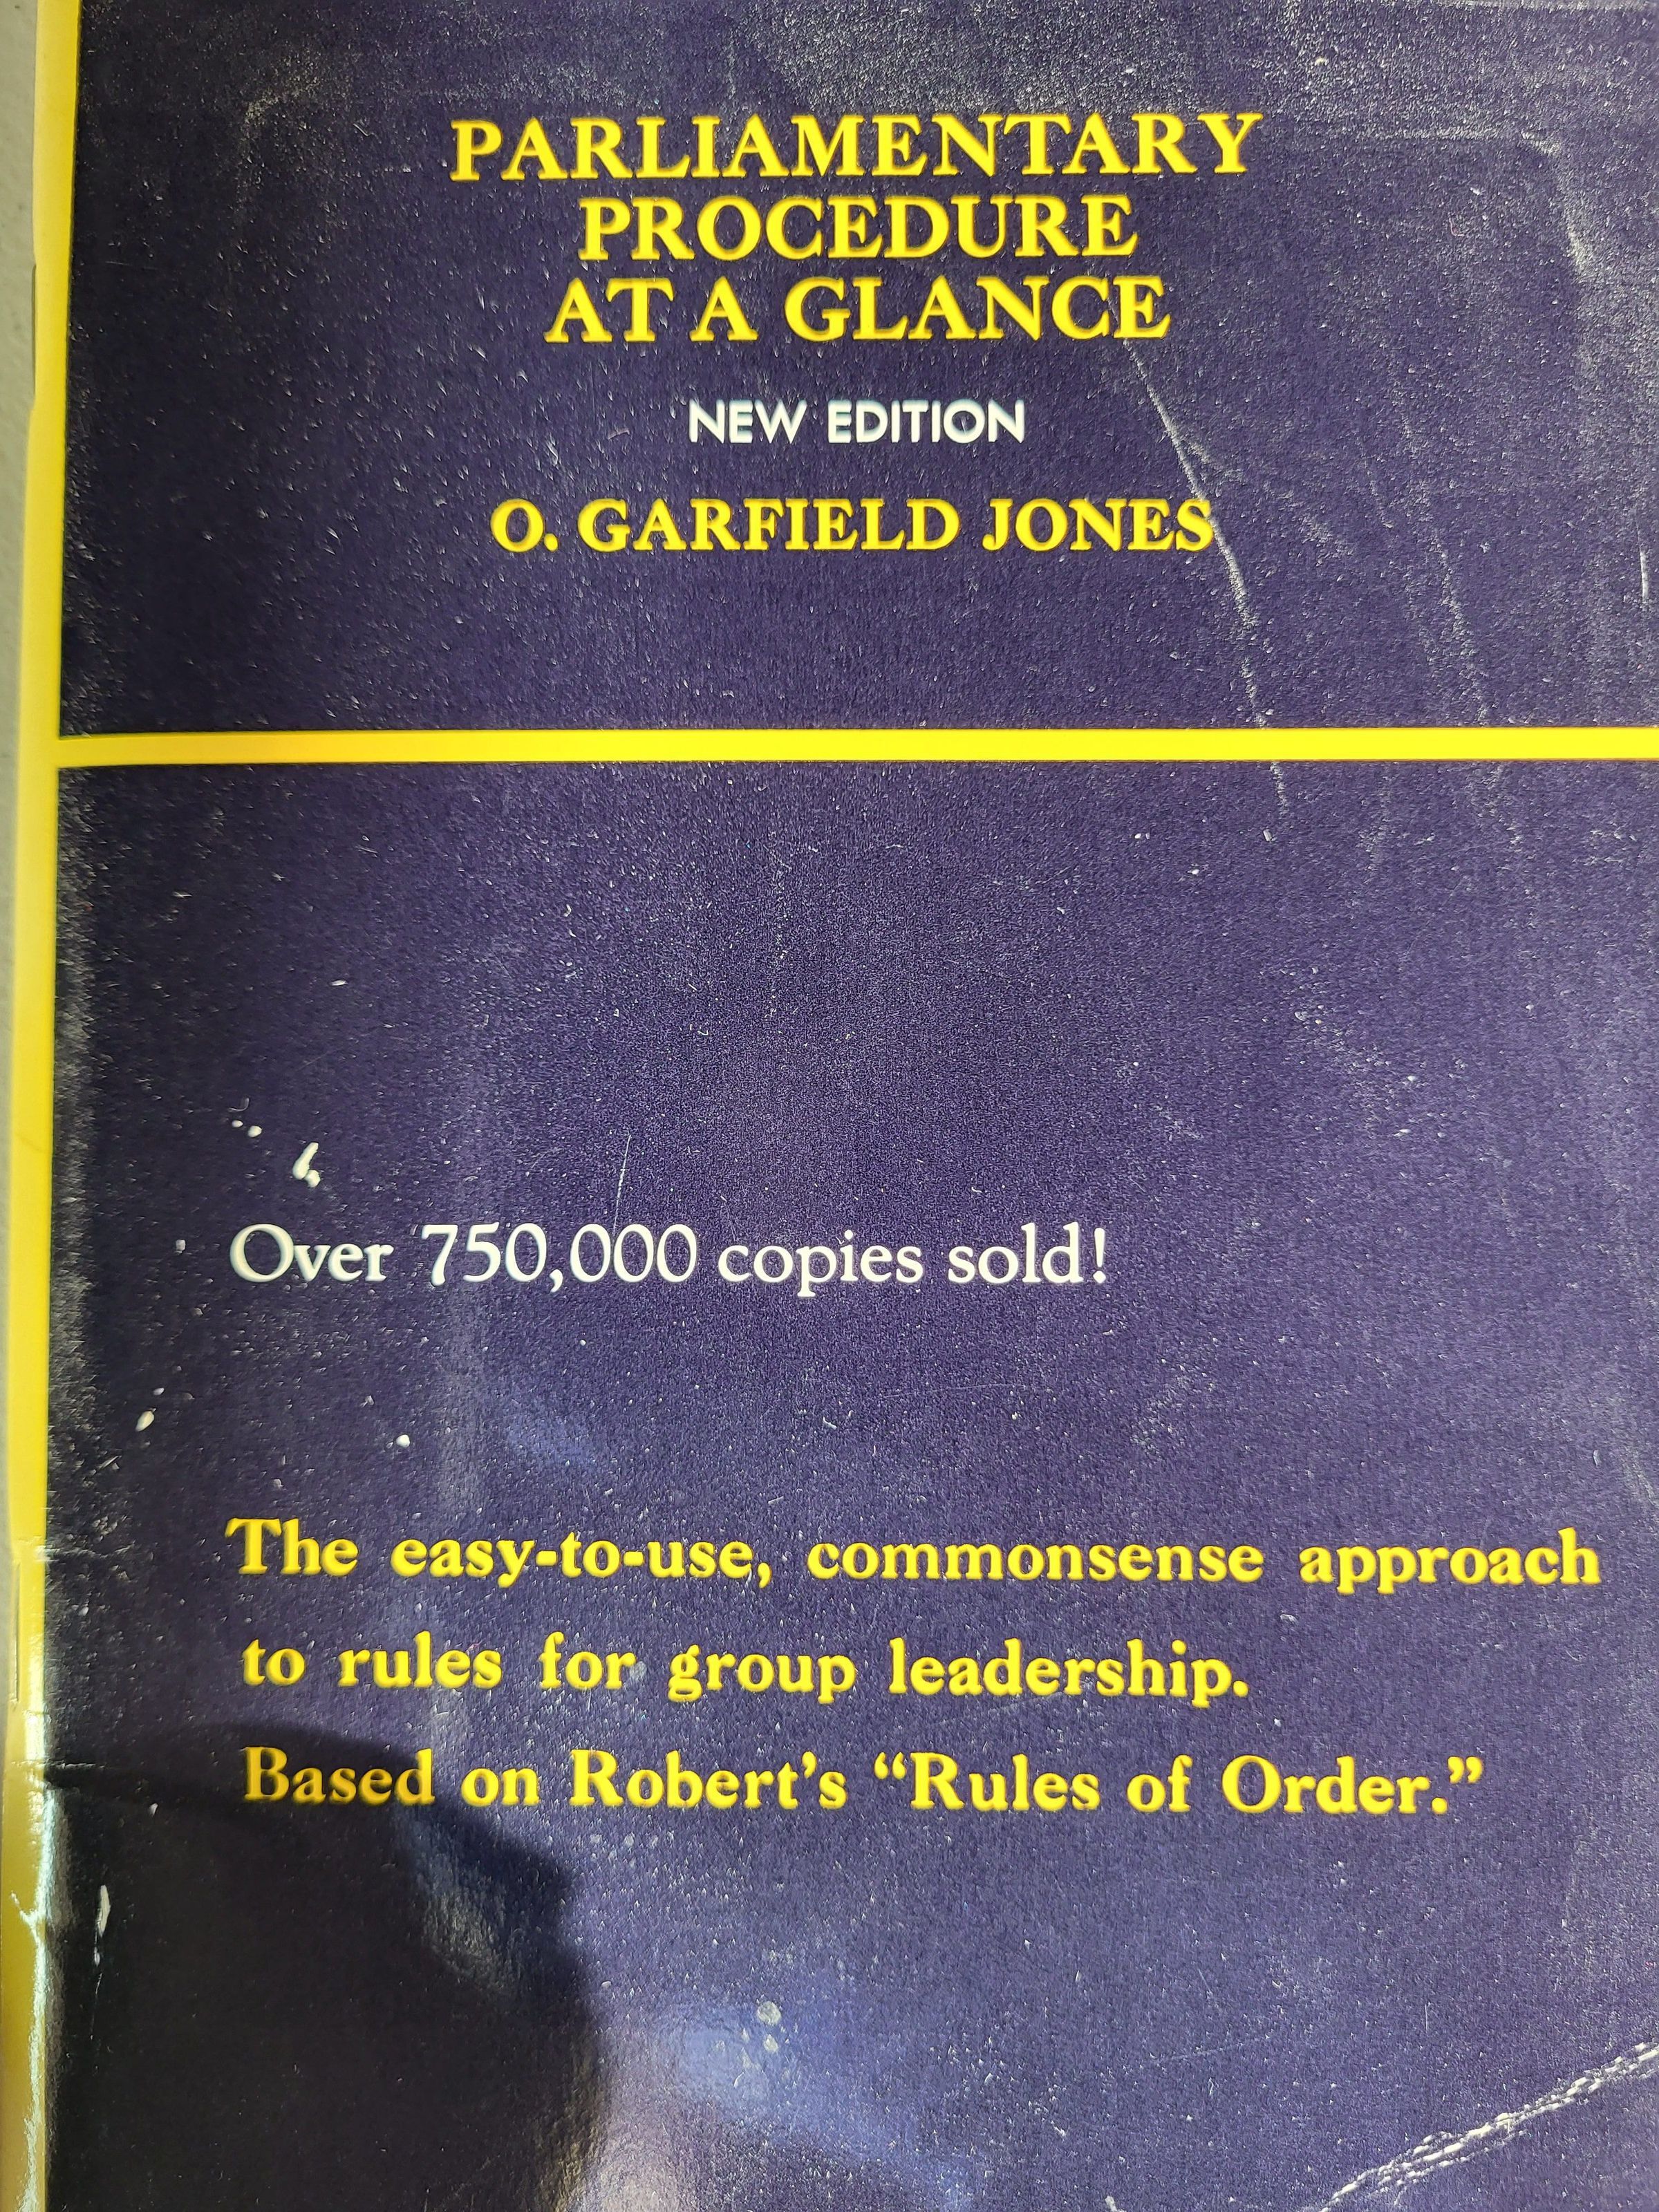 PARLIAMENTARY
PROCEDURE
AT A GLANCE
NEW EDITION
O. GARFIELD JONES
Over 750,000 copies sold!
The easy-to-use, commonsense approach
to rules for group leadership.
Based on Robert's “Rules of Order.”